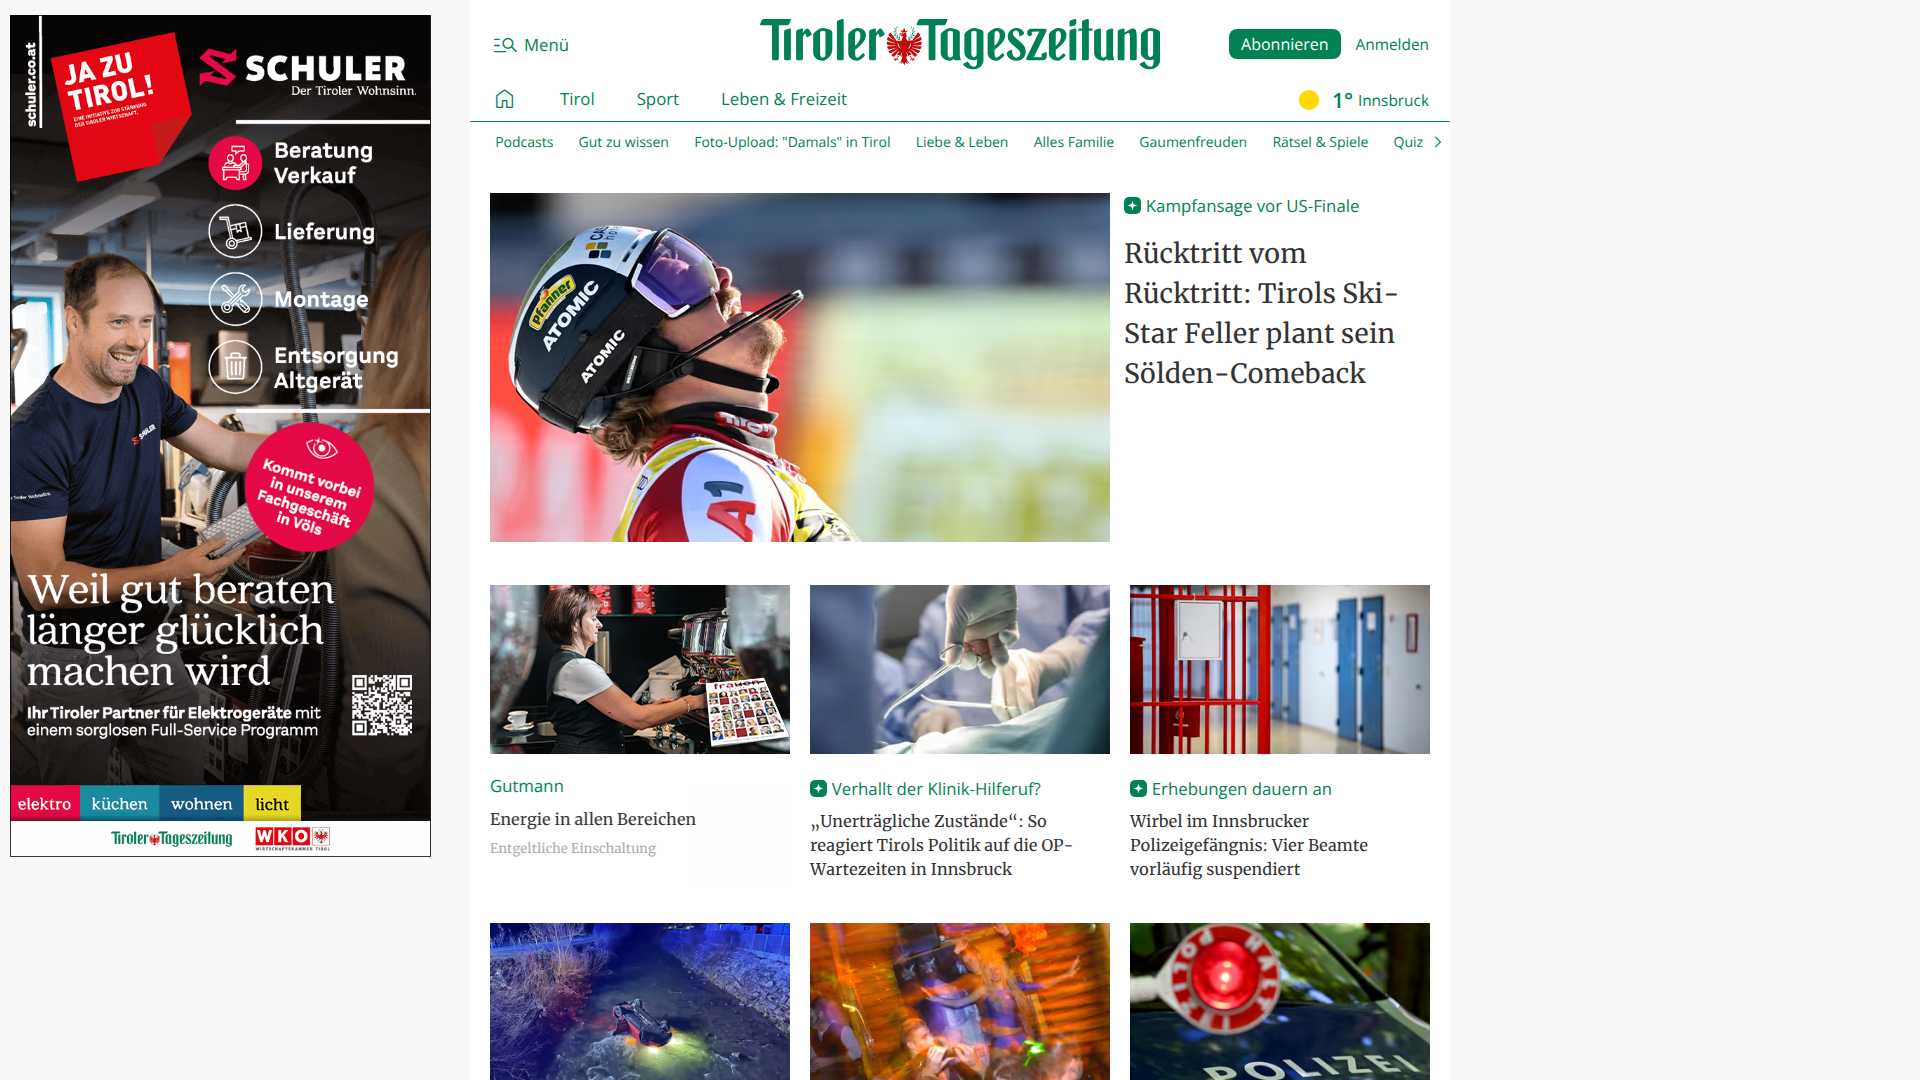 schuler.co.at
JA ZU
TIROL!
EINE INITIATIVE ZUR STÄRKUNG
DER TIROLER WIRTSCHAFT.
SCHULER
Der Tiroler Wohnsinn.
Beratung
Verkauf
Lieferung
Montage
Entsorgung
Altgerät
SCHULER
Kommt vorbei
in unserem
Fachgeschäft
in Völs
Weil gut beraten
länger glücklich
machen wird
Ihr Tiroler Partner für Elektrogeräte mit
einem sorglosen Full-Service Programm
elektro küchen wohnen licht
Tiroler Tageszeitung WKO
WIRTSCHAFTSKAMMER TIROL
Menü
Tiroler Tageszeitung
Abonnieren Anmelden
Tirol Sport Leben & Freizeit
1° Innsbruck
Podcasts Gut zu wissen Foto-Upload: "Damals" in Tirol Liebe & Leben Alles Familie Gaumenfreuden Rätsel & Spiele Quiz
Pfanner
ATOMIC
ATOMIC
A1
Kampfansage vor US-Finale
Rücktritt vom
Rücktritt: Tirols Ski-
Star Feller plant sein
Sölden-Comeback
Gutmann
Energie in allen Bereichen
Entgeltliche Einschaltung
Verhallt der Klinik-Hilferuf?
„Unerträgliche Zustände“: So
reagiert Tirols Politik auf die OP-
Wartezeiten in Innsbruck
Erhebungen dauern an
Wirbel im Innsbrucker
Polizeigefängnis: Vier Beamte
vorläufig suspendiert
HALT
POLIZEI
POLIZEI